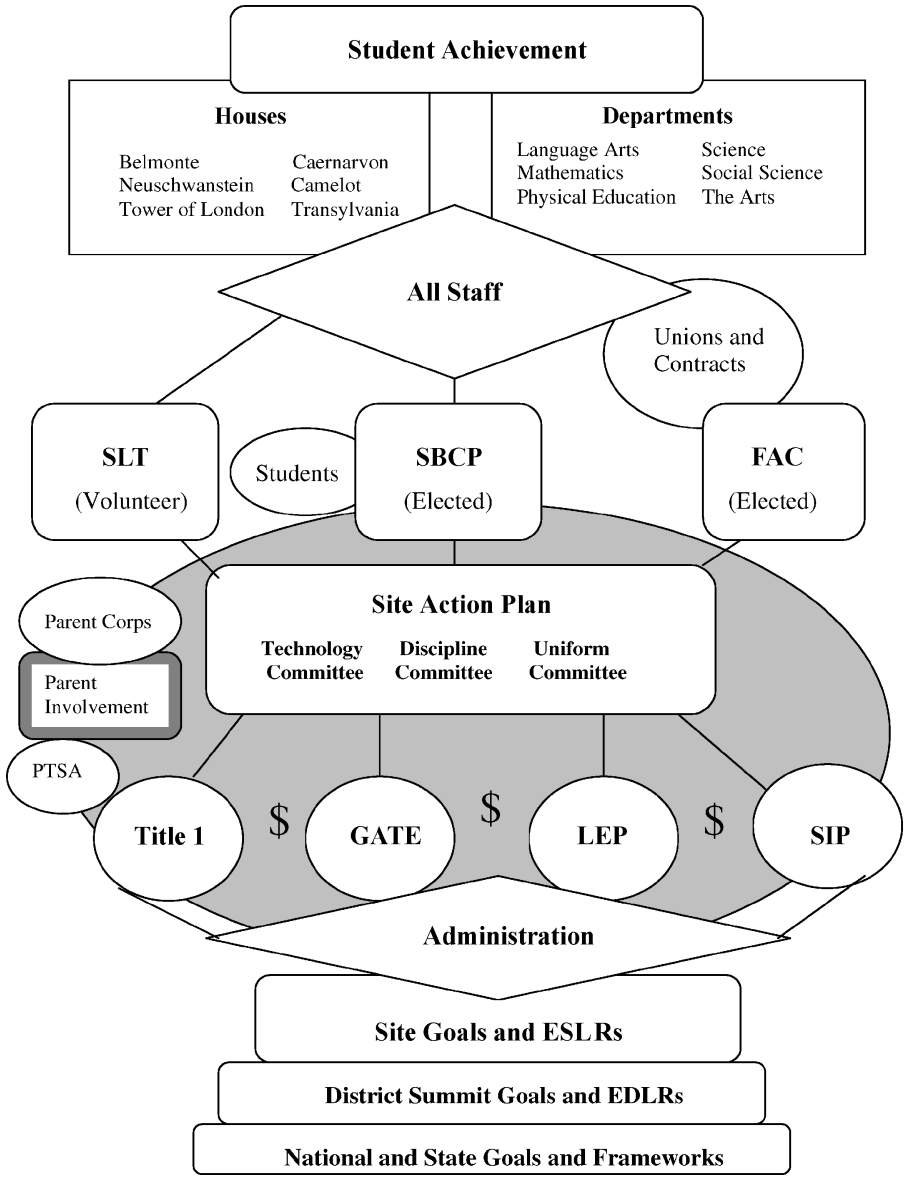 Student Achievement
Houses
Belmonte Caernarvon
Neuschwanstein Camelot
Tower of London Transylvania
Departments
Language Arts Science
Mathematics Social Science
Physical Education The Arts
All Staff
Unions and
Contracts
SLT
(Volunteer)
Students
SBCP
(Elected)
FAC
(Elected)
Site Action Plan
Technology Discipline Uniform
Committee Committee Committee
Parent Corps
Parent
Involvement
PTSA
Title 1 $ GATE $ LEP $ SIP
Administration
Site Goals and ESLRs
District Summit Goals and EDLRs
National and State Goals and Frameworks